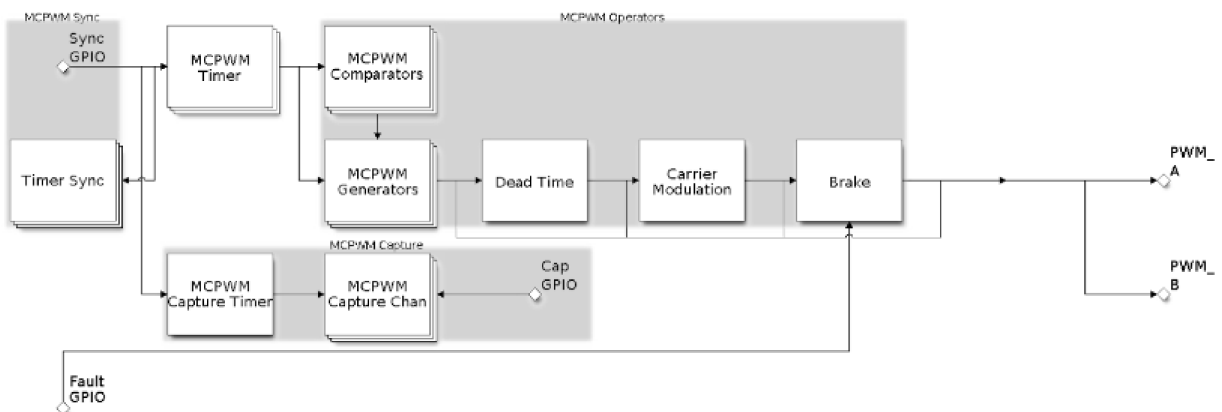 MCPWM Sync
MCPWM Operators
Sync
GPIO
MCPWM
Timer
MCPWM
Comparators
Timer Sync
MCPWM
Generators
Dead Time
Carrier
Modulation
Brake
PWM_
A
MCPWM Capture
MCPWM
Capture Timer
MCPWM
Capture Chan
Cap
GPIO
PWM_
B
Fault
GPIO